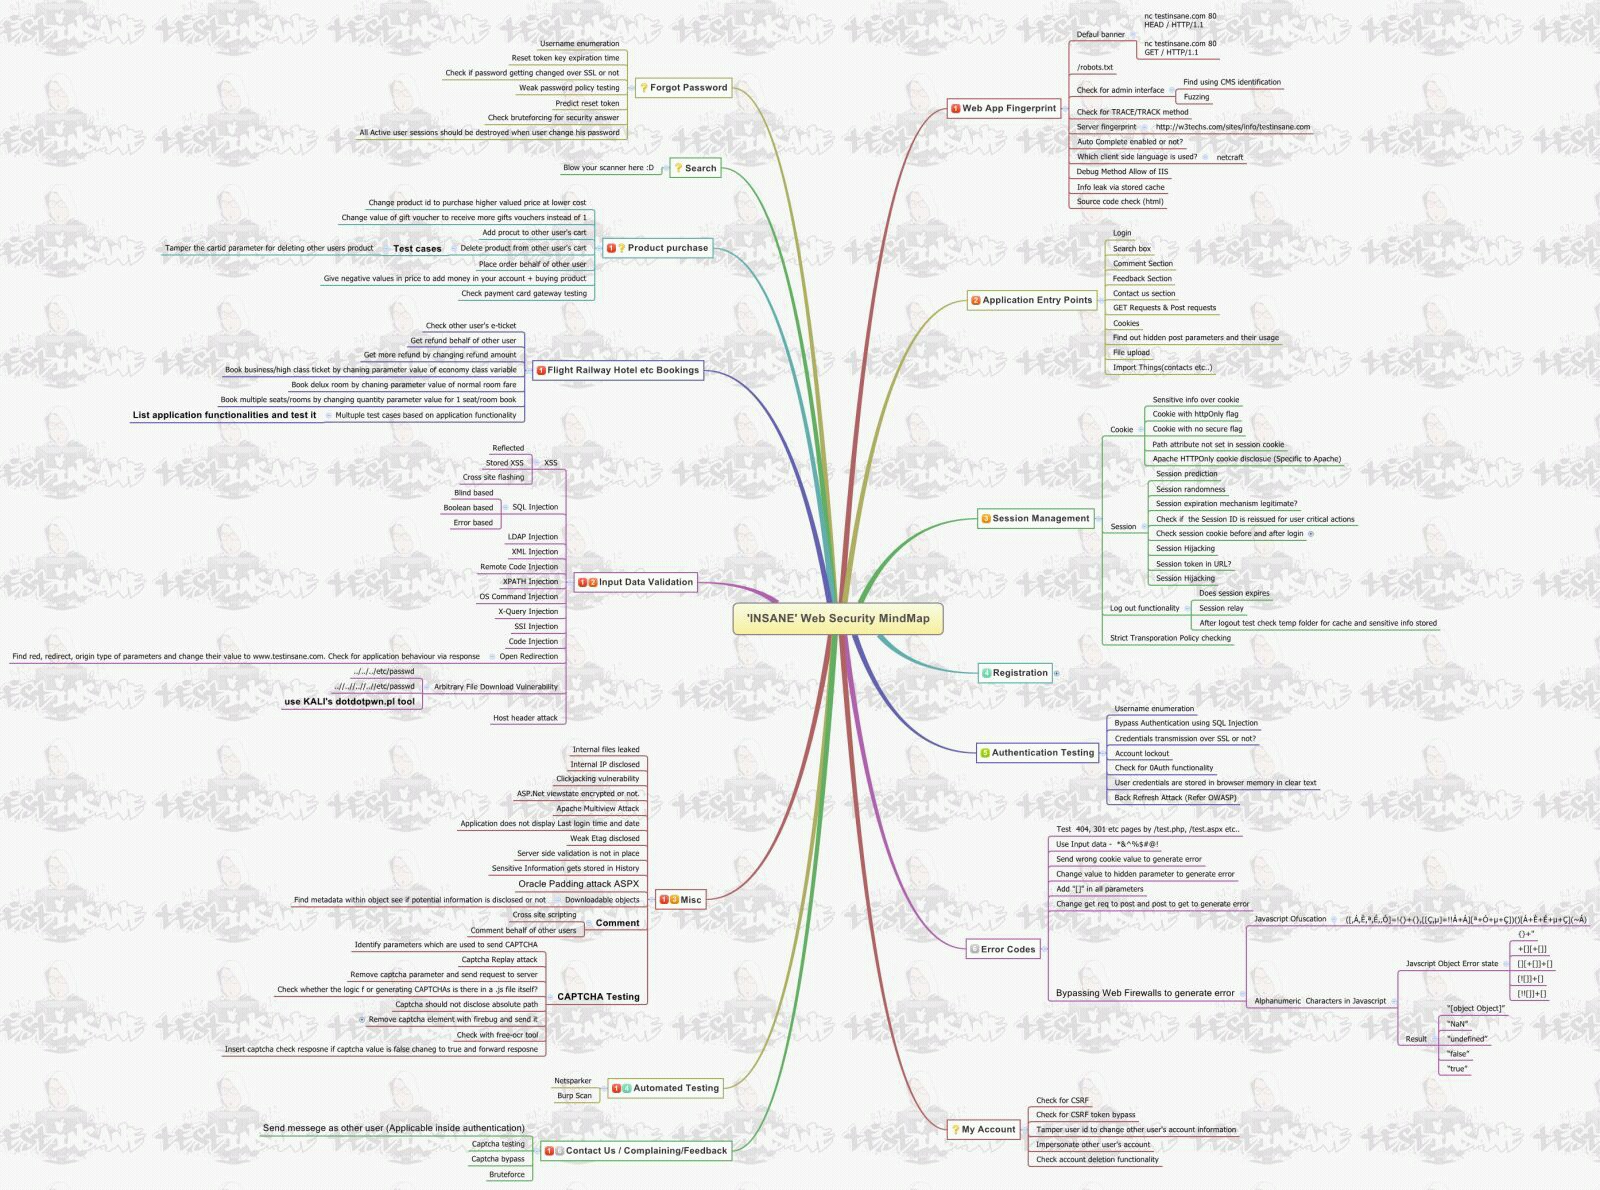 'INSANE' Web Security MindMap
Web App Fingerprint
Defaul banner
nc testinsane.com 80
HEAD / HTTP/1.1
nc testinsane.com 80
GET / HTTP/1.1
/robots.txt
Check for admin interface
Find using CMS identification
Fuzzing
Check for TRACE/TRACK method
Server fingerprint
http://w3techs.com/sites/info/testinsane.com
Auto Complete enabled or not?
Which client side language is used?
netcraft
Debug Method Allow of IIS
Info leak via stored cache
Source code check (html)
Application Entry Points
Login
Search box
Comment Section
Feedback Section
Contact us section
GET Requests & Post requests
Cookies
Find out hidden post parameters and their usage
File upload
Import Things(contacts etc..)
Session Management
Cookie
Sensitive info over cookie
Cookie with httpOnly flag
Cookie with no secure flag
Path attribute not set in session cookie
Apache HTTPOnly cookie disclosue (Specific to Apache)
Session
Session prediction
Session randomness
Session expiration mechanism legitimate?
Check if the Session ID is reissued for user critical actions
Check session cookie before and after login
Session Hijacking
Session token in URL?
Session Hijacking
Log out functionality
Does session expires
Session relay
After logout test check temp folder for cache and sensitive info stored
Strict Transporation Policy checking
Registration
Authentication Testing
Username enumeration
Bypass Authentication using SQL Injection
Credentials transmission over SSL or not?
Account lockout
Check for 0Auth functionality
User credentials are stored in browser memory in clear text
Back Refresh Attack (Refer OWASP)
Error Codes
Test 404, 301 etc pages by /test.php, /test.aspx etc..
Use Input data - *&^%$#@!
Send wrong cookie value to generate error
Change value to hidden parameter to generate error
Add "[]" in all parameters
Change get req to post and post to get to generate error
Bypassing Web Firewalls to generate error
Javascript Ofuscation
Alphanumeric Characters in Javascript
Javscript Object Error state
{}+"
+[][+[]]
[][+[]]+[]
[![]]+[]
[!![]]+[]
Result
"[object Object]"
"NaN"
"undefined"
"false"
"true"
My Account
Check for CSRF
Check for CSRF token bypass
Tamper user id to change other user's account information
Impersonate other user's account
Check account deletion functionality
Forgot Password
Username enumeration
Reset token key expiration time
Check if password getting changed over SSL or not
Weak password policy testing
Predict reset token
Check bruteforcing for security answer
All Active user sessions should be destroyed when user change his password
Search
Blow your scanner here :D
Product purchase
Change product id to purchase higher valued price at lower cost
Change value of gift voucher to receive more gifts vouchers instead of 1
Add procut to other user's cart
Delete product from other user's cart
Test cases
Tamper the cartid parameter for deleting other users product
Place order behalf of other user
Give negative values in price to add money in your account + buying product
Check payment card gateway testing
Flight Railway Hotel etc Bookings
Check other user's e-ticket
Get refund behalf of other user
Get more refund by changing refund amount
Book business/high class ticket by chaning parameter value of economy class variable
Book delux room by chaning parameter value of normal room fare
Book multiple seats/rooms by changing quantity parameter value for 1 seat/room book
Multuple test cases based on application functionality
List application functionalities and test it
Input Data Validation
XSS
Reflected
Stored XSS
Cross site flashing
SQL Injection
Blind based
Boolean based
Error based
LDAP Injection
XML Injection
Remote Code Injection
XPATH Injection
OS Command Injection
X-Query Injection
SSI Injection
Code Injection
Open Redirection
Find red, redirect, origin type of parameters and change their value to www.testinsane.com. Check for application behaviour via response
Arbitrary File Download Vulnerability
../../../etc/passwd
..//..//..//..//etc/passwd
use KALI's dotdotpwn.pl tool
Host header attack
Misc
Internal files leaked
Internal IP disclosed
Clickjacking vulnerability
ASP.Net viewstate encrypted or not.
Apache Multiview Attack
Application does not display Last login time and date
Weak Etag disclosed
Server side validation is not in place
Sensitive Information gets stored in History
Oracle Padding attack ASPX
Downloadable objects
Find metadata within object see if potential information is disclosed or not
Comment
Cross site scripting
Comment behalf of other users
CAPTCHA Testing
Identify parameters which are used to send CAPTCHA
Captcha Replay attack
Remove captcha parameter and send request to server
Check whether the logic f or generating CAPTCHAs is there in a .js file itself?
Captcha should not disclose absolute path
Remove captcha element with firebug and send it
Check with free-ocr tool
Insert captcha check resposne if captcha value is false chaneg to true and forward resposne
Automated Testing
Netsparker
Burp Scan
Contact Us / Complaining/Feedback
Send messege as other user (Applicable inside authentication)
Captcha testing
Captcha bypass
Bruteforce